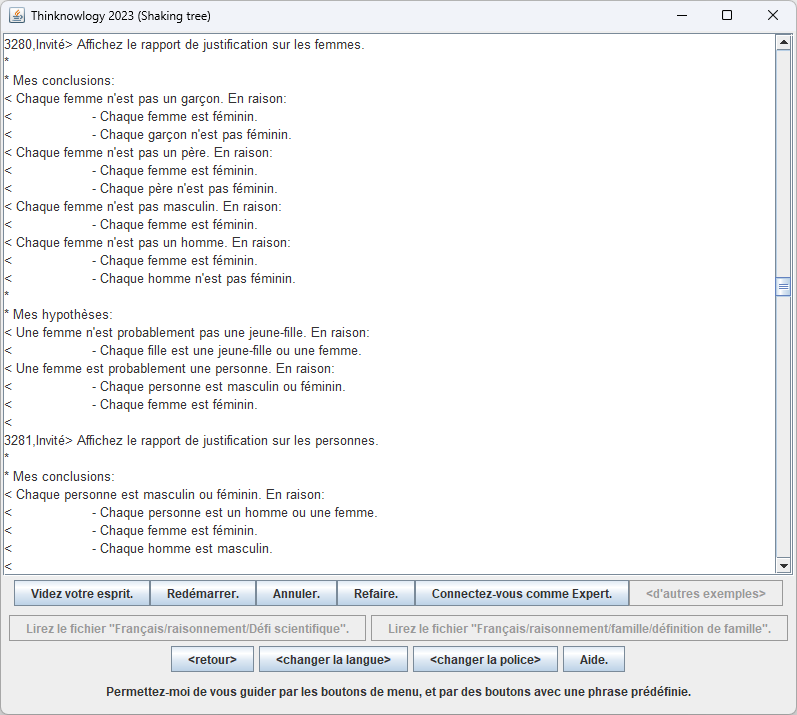 Thinknowlogy 2023 (Shaking tree)
3280,Invité> Affichez le rapport de justification sur les femmes.
*
* Mes conclusions:
< Chaque femme n'est pas un garçon. En raison:
< - Chaque femme est féminin.
< - Chaque garçon n'est pas féminin.
< Chaque femme n'est pas un père. En raison:
< - Chaque femme est féminin.
< - Chaque père n'est pas féminin.
< Chaque femme n'est pas masculin. En raison:
< - Chaque femme est féminin.
< Chaque femme n'est pas un homme. En raison:
< - Chaque femme est féminin.
< - Chaque homme n'est pas féminin.
*
* Mes hypothèses:
< Une femme n'est probablement pas une jeune-fille. En raison:
< - Chaque fille est une jeune-fille ou une femme.
< Une femme est probablement une personne. En raison:
< - Chaque personne est masculin ou féminin.
< - Chaque femme est féminin.
<
3281,Invité> Affichez le rapport de justification sur les personnes.
*
* Mes conclusions:
< Chaque personne est masculin ou féminin. En raison:
< - Chaque personne est un homme ou une femme.
< - Chaque femme est féminin.
< - Chaque homme est masculin.
<
Videz votre esprit. Redémarrer. Annuler. Refaire. Connectez-vous comme Expert. <d'autres exemples>
Lirez le fichier "Français/raisonnement/Défi scientifique". Lirez le fichier "Français/raisonnement/famille/définition de famille".
<retour> <changer la langue> <changer la police> Aide.
Permettez-moi de vous guider par les boutons de menu, et par des boutons avec une phrase prédéfinie.